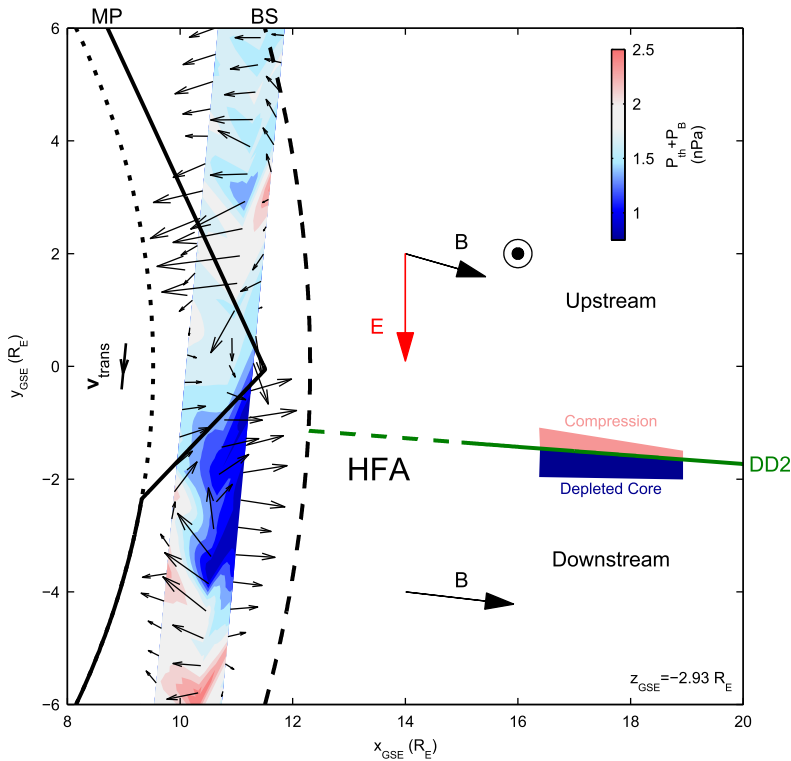 MP BS
6
4
2
0
−2
−4
−6
8 10 12 14 16 18 20
x_GSE (R_E)
y_GSE (R_E)
v_trans
2.5
2
1.5
1
P_th+P_B
(nPa)
B
E
Upstream
Compression
DD2
HFA
Depleted Core
Downstream
B
z_GSE=−2.93 R_E